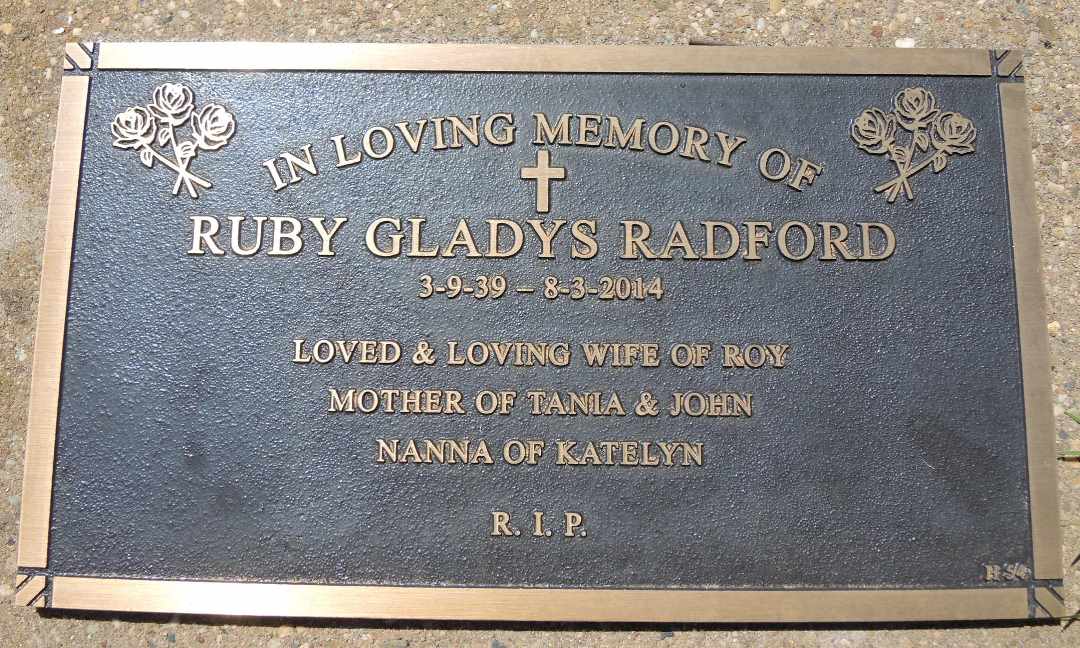 IN LOVING MEMORY OF
RUBY GLADYS RADFORD
3-9-39 – 8-3-2014
LOVED & LOVING WIFE OF ROY
MOTHER OF TANIA & JOHN
NANNA OF KATELYN
R. I. P.